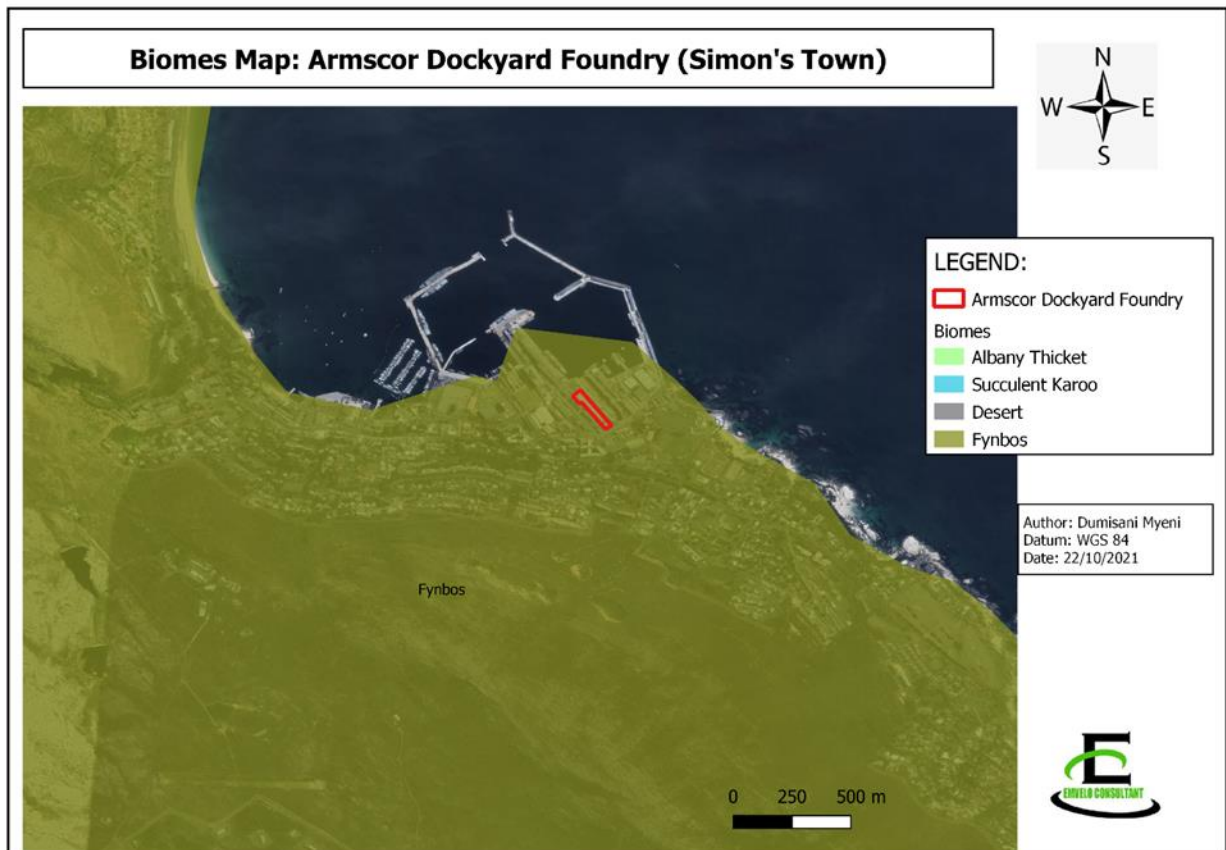 Biomes Map: Armscor Dockyard Foundry (Simon's Town)
N
W E
S
LEGEND:
Armscor Dockyard Foundry
Biomes
Albany Thicket
Succulent Karoo
Desert
Fynbos
Author: Dumisani Myeni
Datum: WGS 84
Date: 22/10/2021
Fynbos
0 250 500 m
E
EMVELO CONSULTANT